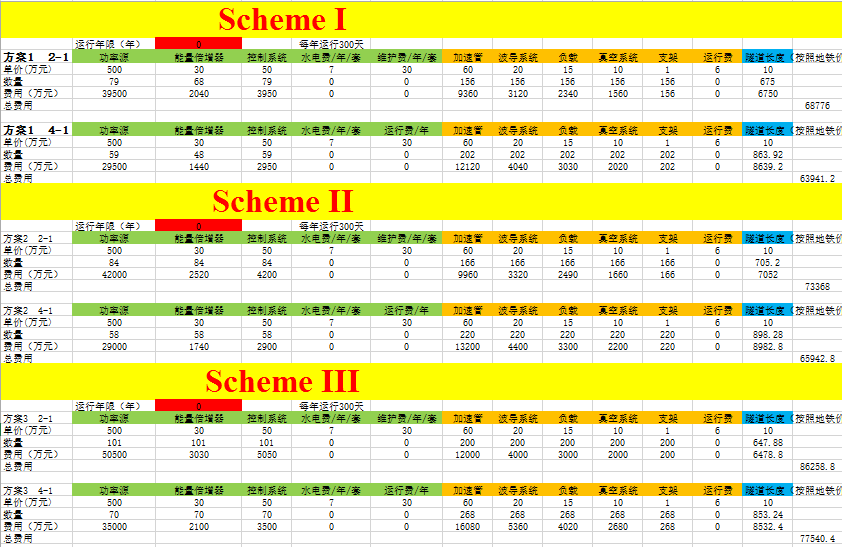 Scheme I
运行年限（年） 0 每年运行300天
方案1 2-1 功率源 能量倍增器 控制系统 水电费/年/套 维护费/年/套 加速管 波导系统 负载 真空系统 支架 运行费 隧道长度（ 按照地铁价
单价(万元) 500 30 50 7 30 60 20 15 10 1 6 10
数量 79 68 79 0 0 156 156 156 156 156 0 675
费用（万元） 39500 2040 3950 0 0 9360 3120 2340 1560 156 0 6750
总费用 68776
方案1 4-1 功率源 能量倍增器 控制系统 水电费/年/套 运行费/年 加速管 波导系统 负载 真空系统 支架 运行费 隧道长度（ 按照地铁价
单价(万元) 500 30 50 7 30 60 20 15 10 1 6 10
数量 59 48 59 0 0 202 202 202 202 202 0 863.92
费用（万元） 29500 1440 2950 0 0 12120 4040 3030 2020 202 0 8639.2
总费用 63941.2
Scheme II
运行年限（年） 0 每年运行300天
方案2 2-1 功率源 能量倍增器 控制系统 水电费/年/套 维护费/年/套 加速管 波导系统 负载 真空系统 支架 运行费 隧道长度（ 按照地铁价
单价(万元) 500 30 50 7 30 60 20 15 10 1 6 10
数量 84 84 84 0 0 166 166 166 166 166 0 705.2
费用（万元） 42000 2520 4200 0 0 9960 3320 2490 1660 166 0 7052
总费用 73368
方案2 4-1 功率源 能量倍增器 控制系统 水电费/年/套 运行费/年 加速管 波导系统 负载 真空系统 支架 运行费 隧道长度（ 按照地铁价
单价(万元) 500 30 50 7 30 60 20 15 10 1 6 10
数量 58 58 58 0 0 220 220 220 220 220 0 898.28
费用（万元） 29000 1740 2900 0 0 13200 4400 3300 2200 220 0 8982.8
总费用 65942.8
Scheme III
运行年限（年） 0 每年运行300天
方案3 2-1 功率源 能量倍增器 控制系统 水电费/年/套 维护费/年/套 加速管 波导系统 负载 真空系统 支架 运行费 隧道长度（ 按照地铁价
单价(万元) 500 30 50 7 30 60 20 15 10 1 6 10
数量 101 101 101 0 0 200 200 200 200 200 0 647.88
费用（万元） 50500 3030 5050 0 0 12000 4000 3000 2000 200 0 6478.8
总费用 86258.8
方案3 4-1 功率源 能量倍增器 控制系统 水电费/年/套 运行费/年 加速管 波导系统 负载 真空系统 支架 运行费 隧道长度（ 按照地铁价
单价(万元) 500 30 50 7 30 60 20 15 10 1 6 10
数量 70 70 70 0 0 268 268 268 268 268 0 853.24
费用（万元） 35000 2100 3500 0 0 16080 5360 4020 2680 268 0 8532.4
总费用 77540.4